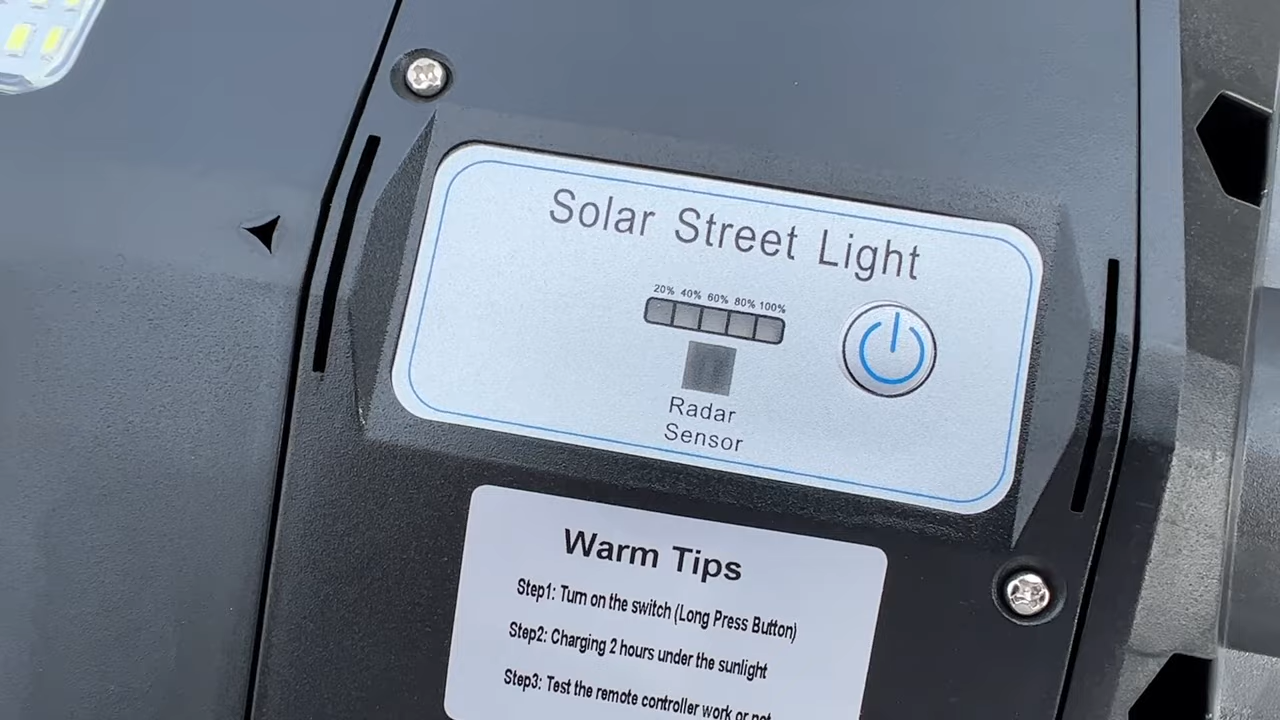 Solar Street Light
20% 40% 60% 80% 100%
Radar
Sensor
Warm Tips
Step1: Turn on the switch (Long Press Button)
Step2: Charging 2 hours under the sunlight
Step3: Test the remote controller work or not